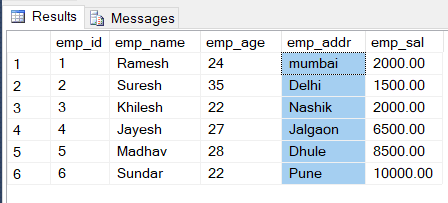 Results Messages
emp_id emp_name emp_age emp_addr emp_sal
1 1 Ramesh 24 mumbai 2000.00
2 2 Suresh 35 Delhi 1500.00
3 3 Khilesh 22 Nashik 2000.00
4 4 Jayesh 27 Jalgaon 6500.00
5 5 Madhav 28 Dhule 8500.00
6 6 Sundar 22 Pune 10000.00